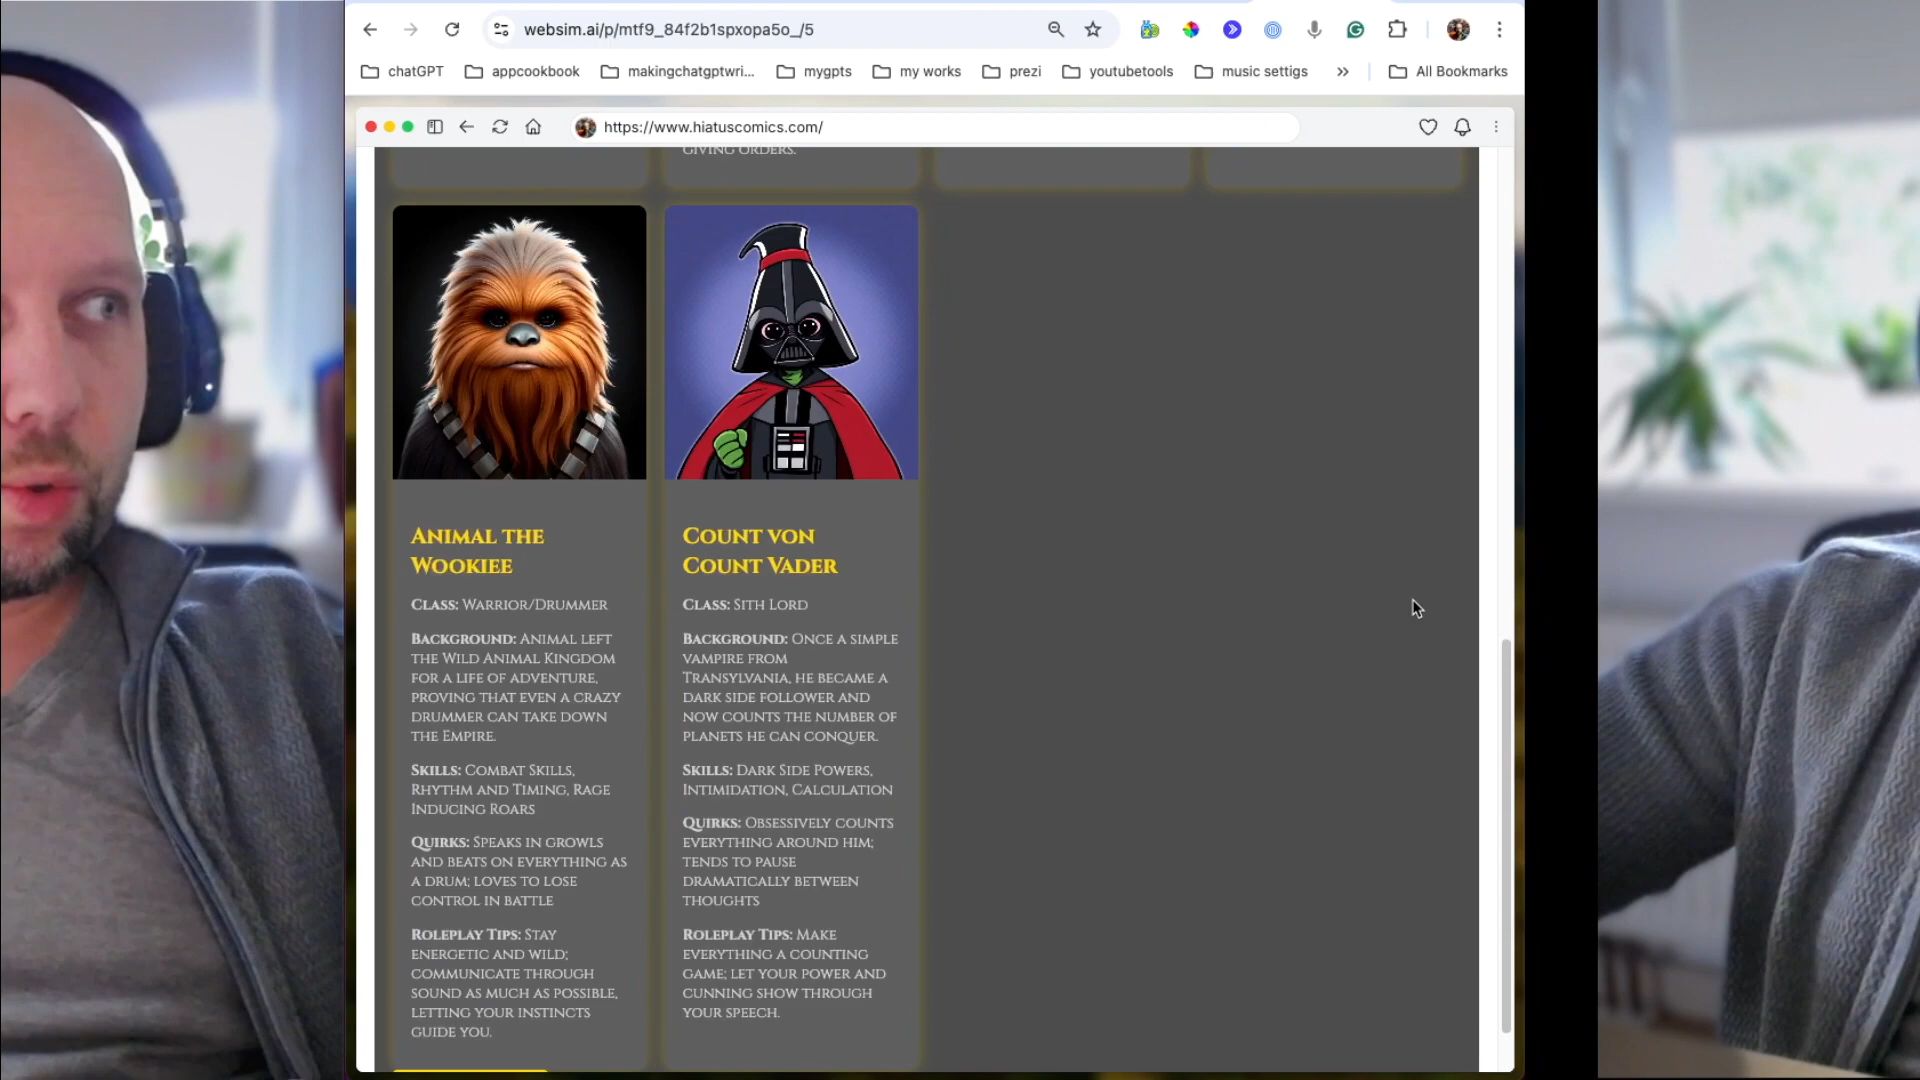 websim.ai/p/mtf9_84f2b1spxopa5o_/5
chatGPT
appcookbook
makingchatgptwri...
mygpts
my works
prezi
youtubetools
music settigs
»
All Bookmarks
https://www.hiatuscomics.com/
GIVING ORDERS.
ANIMAL THE
WOOKIEE
CLASS: WARRIOR/DRUMMER
BACKGROUND: ANIMAL LEFT
THE WILD ANIMAL KINGDOM
FOR A LIFE OF ADVENTURE,
PROVING THAT EVEN A CRAZY
DRUMMER CAN TAKE DOWN
THE EMPIRE.
SKILLS: COMBAT SKILLS,
RHYTHM AND TIMING, RAGE
INDUCING ROARS
QUIRKS: SPEAKS IN GROWLS
AND BEATS ON EVERYTHING AS
A DRUM; LOVES TO LOSE
CONTROL IN BATTLE
ROLEPLAY TIPS: STAY
ENERGETIC AND WILD;
COMMUNICATE THROUGH
SOUND AS MUCH AS POSSIBLE,
LETTING YOUR INSTINCTS
GUIDE YOU.
COUNT VON
COUNT VADER
CLASS: SITH LORD
BACKGROUND: ONCE A SIMPLE
VAMPIRE FROM
TRANSYLVANIA, HE BECAME A
DARK SIDE FOLLOWER AND
NOW COUNTS THE NUMBER OF
PLANETS HE CAN CONQUER.
SKILLS: DARK SIDE POWERS,
INTIMIDATION, CALCULATION
QUIRKS: OBSESSIVELY COUNTS
EVERYTHING AROUND HIM;
TENDS TO PAUSE
DRAMATICALLY BETWEEN
THOUGHTS
ROLEPLAY TIPS: MAKE
EVERYTHING A COUNTING
GAME; LET YOUR POWER AND
CUNNING SHOW THROUGH
YOUR SPEECH.